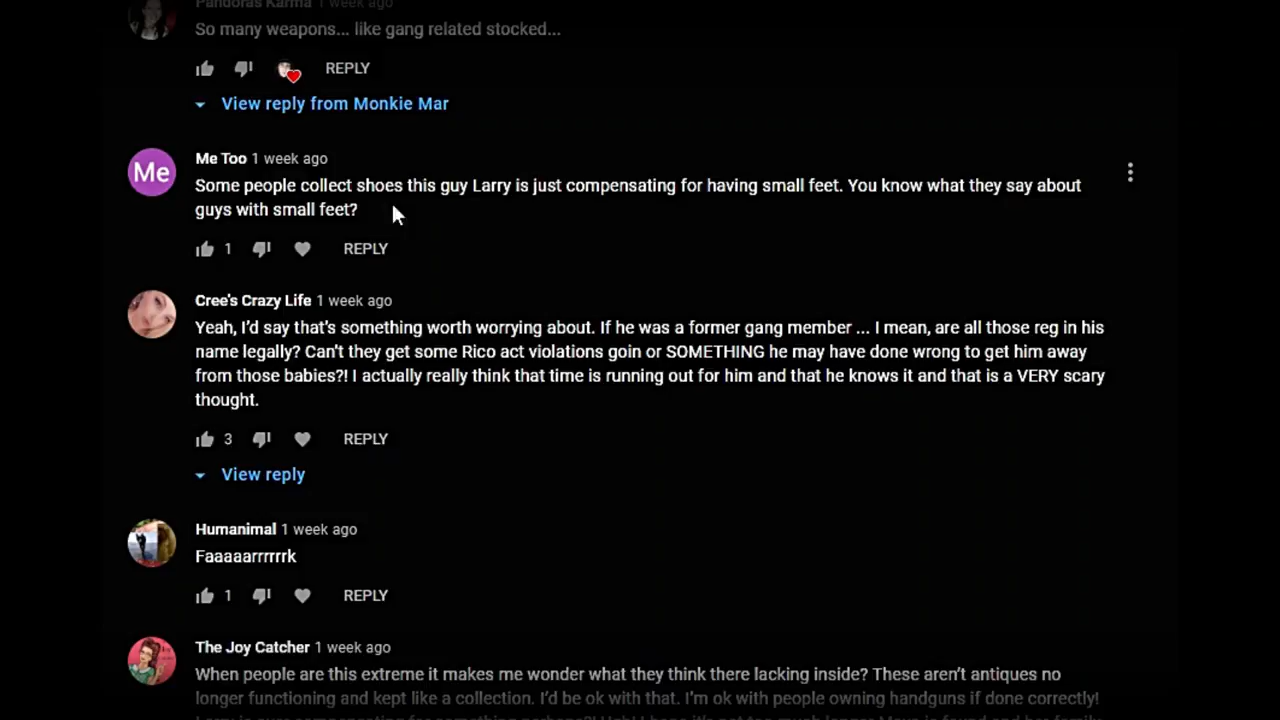 Pandoras Karma 1 week ago
So many weapons... like gang related stocked...
REPLY
View reply from Monkie Mar
Me
Me Too 1 week ago
Some people collect shoes this guy Larry is just compensating for having small feet. You know what they say about
guys with small feet?
1 REPLY
Cree's Crazy Life 1 week ago
Yeah, I'd say that's something worth worrying about. If he was a former gang member ... I mean, are all those reg in his
name legally? Can't they get some Rico act violations goin or SOMETHING he may have done wrong to get him away
from those babies?! I actually really think that time is running out for him and that he knows it and that is a VERY scary
thought.
3 REPLY
View reply
Humanimal 1 week ago
Faaaaarrrrrrk
1 REPLY
The Joy Catcher 1 week ago
When people are this extreme it makes me wonder what they think there lacking inside? These aren't antiques no
longer functioning and kept like a collection. I'd be ok with that. I'm ok with people owning handguns if done correctly!